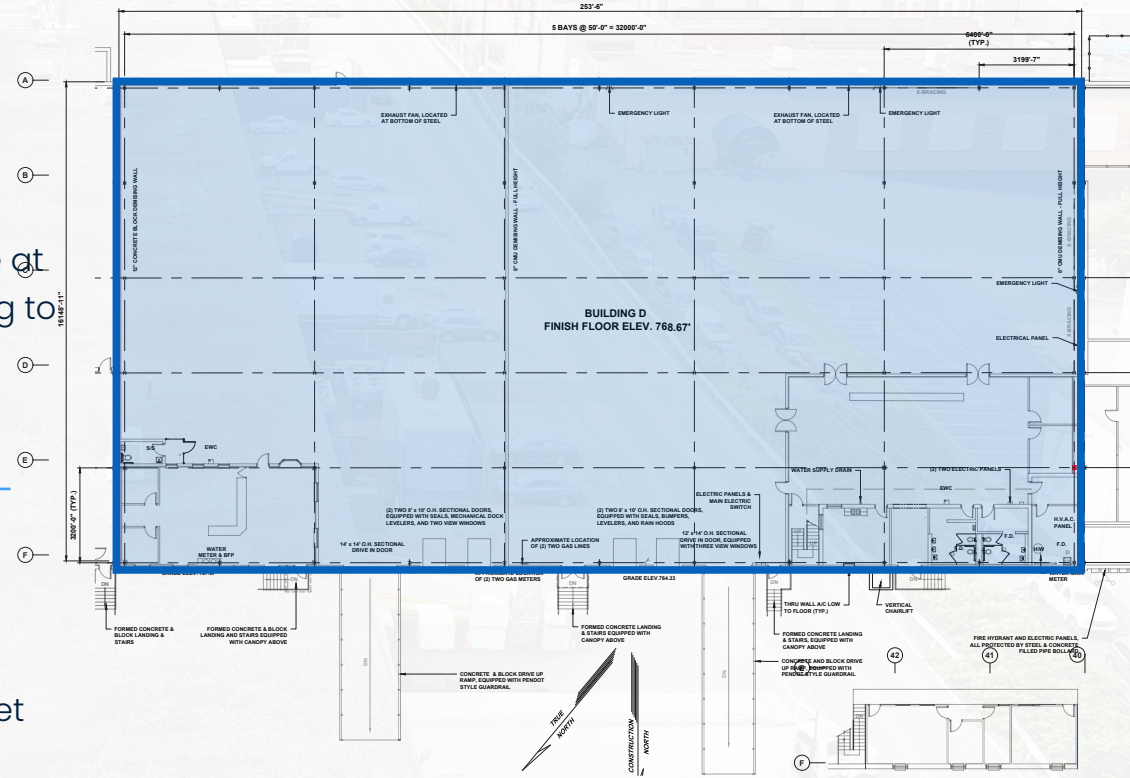 253'-6"
5 BAYS @ 50'-0" = 32000'-0"
6400'-0"
(TYP.)
3199'-7"
A
X-BRACING
EXHAUST FAN, LOCATED
AT BOTTOM OF STEEL
EMERGENCY LIGHT
EXHAUST FAN, LOCATED
AT BOTTOM OF STEEL
EMERGENCY LIGHT
B
12" CONCRETE BLOCK DEMISING WALL
8" CMU DEMISING WALL - FULL HEIGHT
8" CMU DEMISING WALL - FULL HEIGHT
X-BRACING
at
g to
16148'-11"
EMERGENCY LIGHT
BUILDING D
FINISH FLOOR ELEV. 768.67'
X-BRACING
ELECTRICAL PANEL
D
S/S
EWC
E
WATER SUPPLY DRAIN
(2) TWO ELECTRIC PANELS
EWC
3200'-0" (TYP.)
ELECTRIC PANELS &
MAIN ELECTRIC
SWITCH
(2) TWO 8' x 10' O.H. SECTIONAL DOORS,
EQUIPPED WITH SEALS, MECHANICAL DOCK
LEVELERS, AND TWO VIEW WINDOWS
(2) TWO 8' x 10' O.H. SECTIONAL DOORS,
EQUIPPED WITH SEALS, BUMPERS,
LEVELERS, AND RAIN HOODS
H.V.A.C.
PANEL
12' x 14' O.H. SECTIONAL
DRIVE IN DOOR, EQUIPPED
WITH THREE VIEW WINDOWS
14' x 14' O.H. SECTIONAL
DRIVE IN DOOR
APPROXIMATE LOCATION
OF (2) TWO GAS LINES
F.D.
F.D.
F.D.
H/W
WATER
METER & BFP
F
OF (2) TWO GAS METERS
GRADE ELEV.764.33
METER
DN
DN
DN
DN
DN
THRU WALL A/C LOW
TO FLOOR (TYP.)
VERTICAL
CHAIRLIFT
FORMED CONCRETE &
BLOCK LANDING &
STAIRS
FORMED CONCRETE & BLOCK
LANDING AND STAIRS EQUIPPED
WITH CANOPY ABOVE
FORMED CONCRETE LANDING
& STAIRS EQUIPPED WITH
CANOPY ABOVE
FORMED CONCRETE LANDING
& STAIRS, EQUIPPED WITH
CANOPY ABOVE
FIRE HYDRANT AND ELECTRIC PANELS,
ALL PROTECTED BY STEEL & CONCRETE
FILLED PIPE BOLLARD
42
41
40
DN
DN
CONCRETE & BLOCK DRIVE UP
RAMP, EQUIPPED WITH PENDOT
STYLE GUARDRAIL
CONCRETE AND BLOCK DRIVE
UP RAMP, EQUIPPED WITH
PENDOT STYLE GUARDRAIL
et
TRUE
NORTH
CONSTRUCTION
NORTH
DN
F